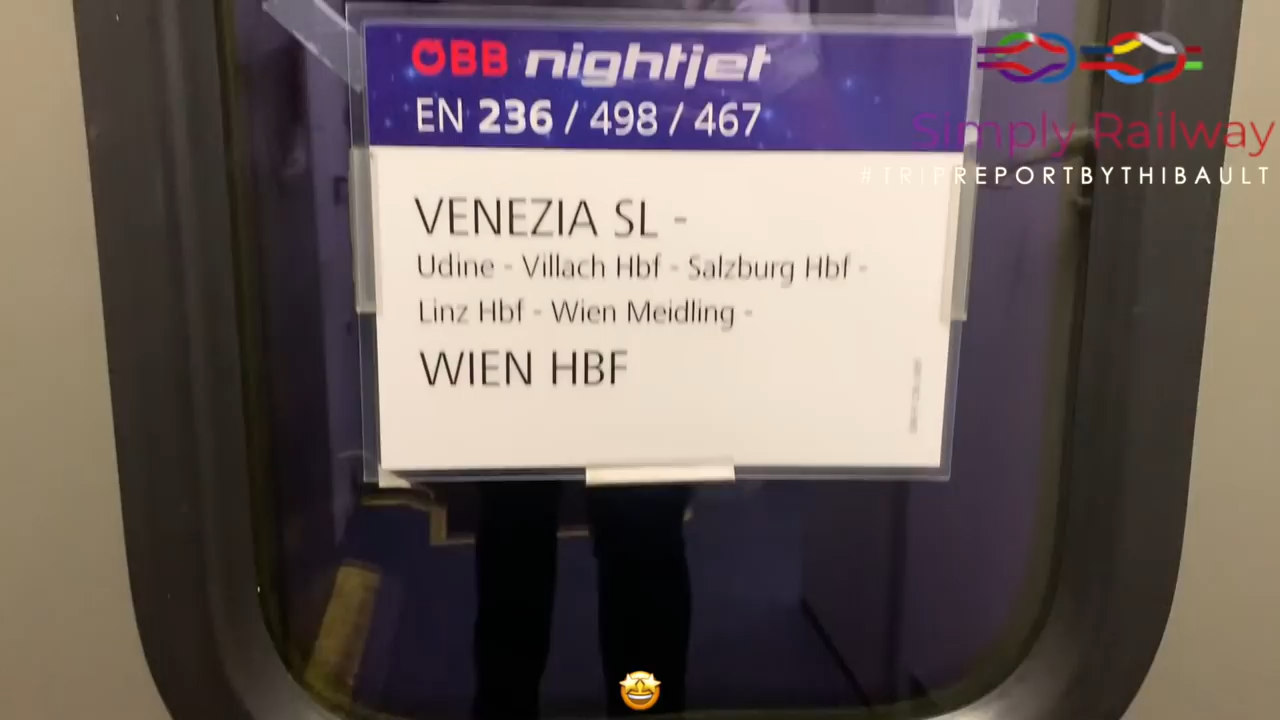 ÖBB nightjet
EN 236 / 498 / 467
Simply Railway
#TRIPREPORTBYTHIBAULT
VENEZIA SL -
Udine - Villach Hbf - Salzburg Hbf -
Linz Hbf - Wien Meidling -
WIEN HBF